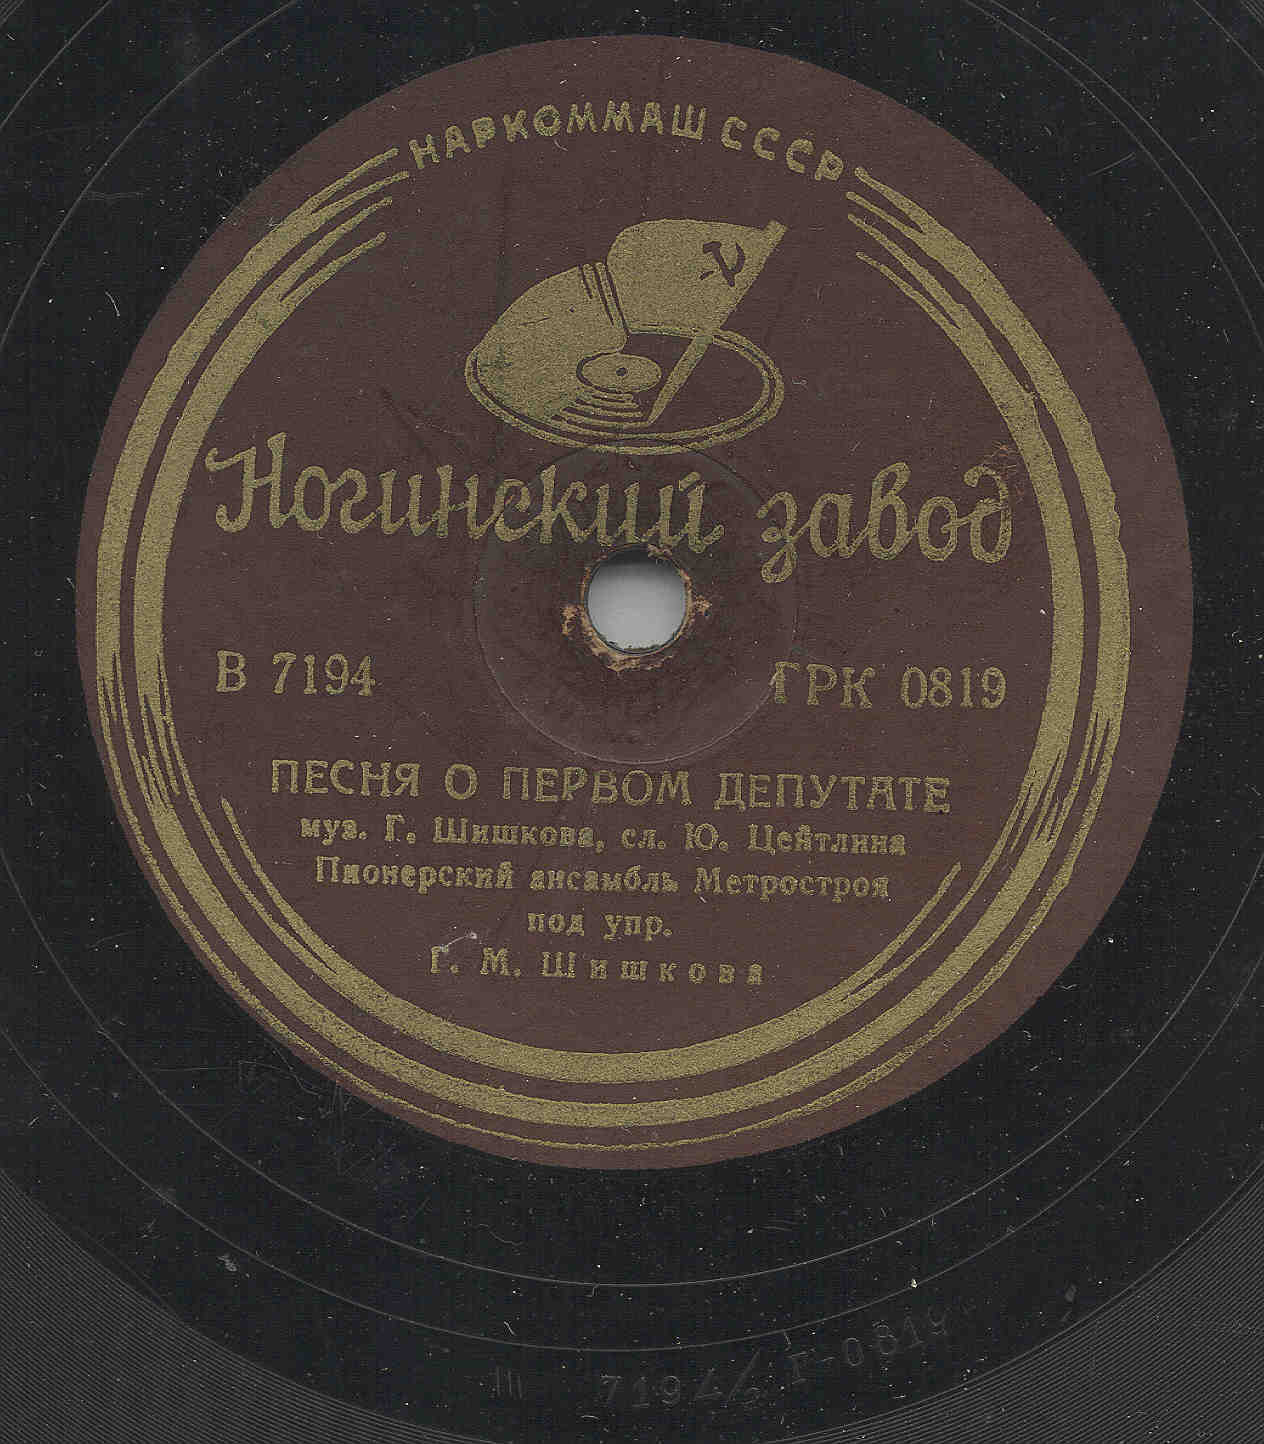 НАРКОММАШ СССР
Ногинский завод
В 7194 ГРК 0819
ПЕСНЯ О ПЕРВОМ ДЕПУТАТЕ
муз. Г. Шишкова, сл. Ю. Цейтлина
Пионерский ансамбль Метростроя
под упр.
Г. М. Шишкова
III 7194 Г-0819